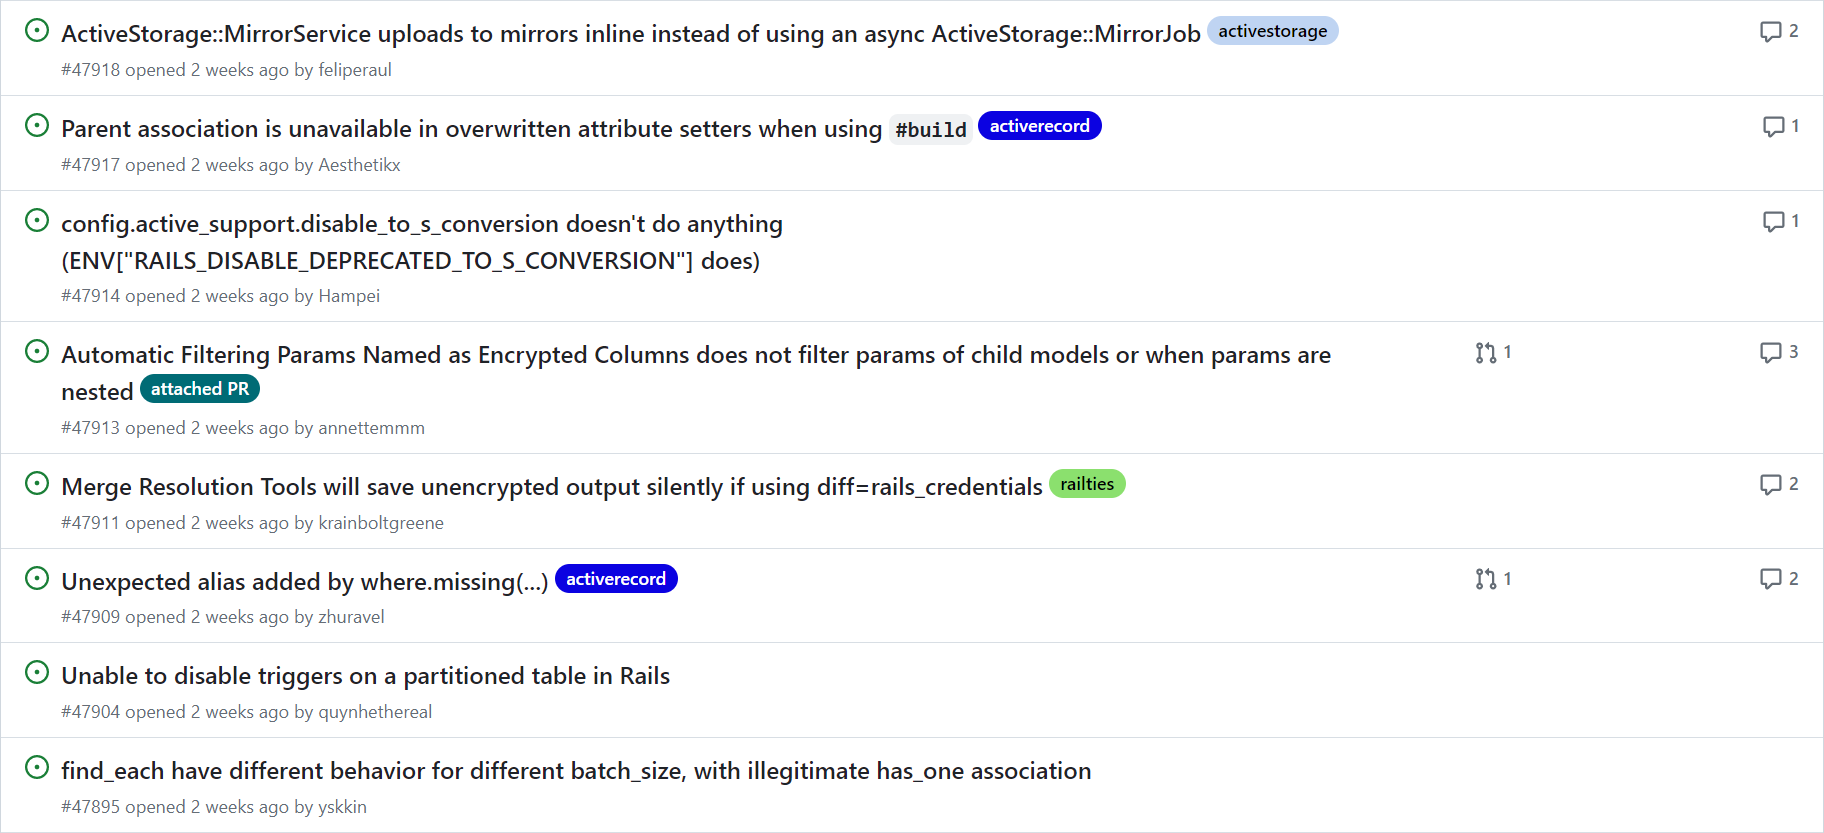 ActiveStorage::MirrorService uploads to mirrors inline instead of using an async ActiveStorage::MirrorJob activestorage 2
#47918 opened 2 weeks ago by feliperaul
Parent association is unavailable in overwritten attribute setters when using #build activerecord 1
#47917 opened 2 weeks ago by Aesthetikx
config.active_support.disable_to_s_conversion doesn't do anything 1
(ENV["RAILS_DISABLE_DEPRECATED_TO_S_CONVERSION"] does)
#47914 opened 2 weeks ago by Hampei
Automatic Filtering Params Named as Encrypted Columns does not filter params of child models or when params are 1 3
nested attached PR
#47913 opened 2 weeks ago by annettemmm
Merge Resolution Tools will save unencrypted output silently if using diff=rails_credentials railties 2
#47911 opened 2 weeks ago by krainboltgreene
Unexpected alias added by where.missing(...) activerecord 1 2
#47909 opened 2 weeks ago by zhuravel
Unable to disable triggers on a partitioned table in Rails
#47904 opened 2 weeks ago by quynhethereal
find_each have different behavior for different batch_size, with illegitimate has_one association
#47895 opened 2 weeks ago by yskkin